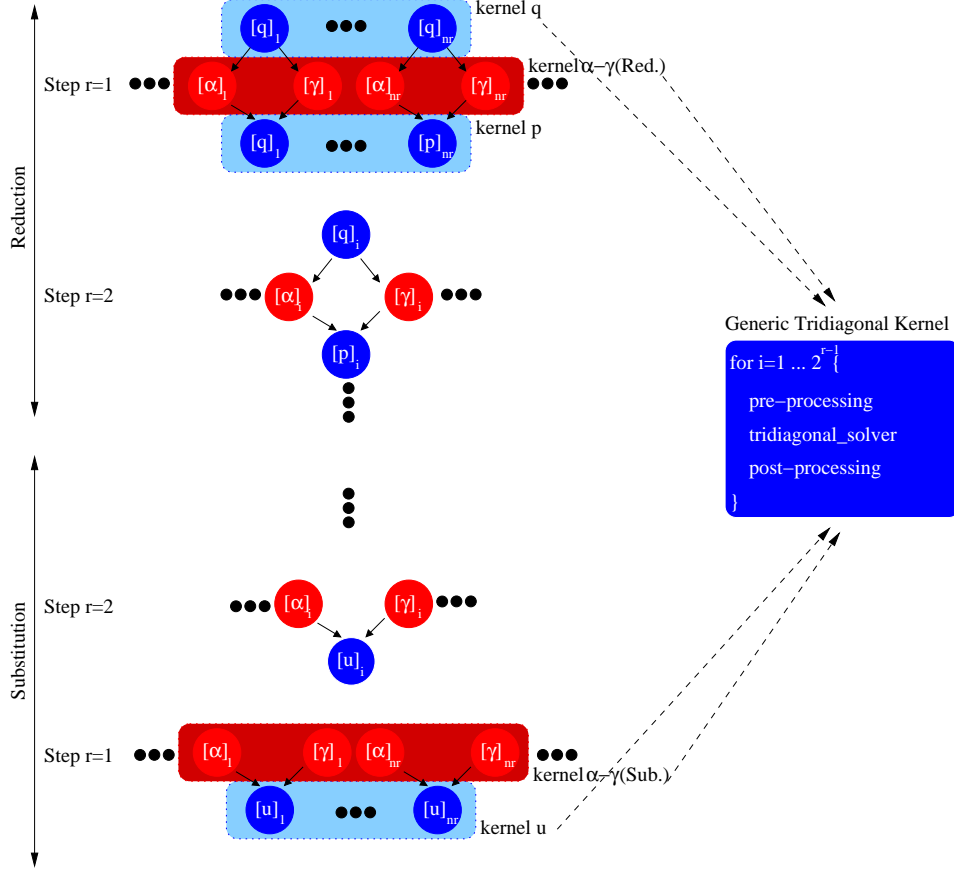 kernel q
[q]1 [q]nr
kernel α−γ(Red.)
Step r=1
[α]1 [γ]1 [α]nr [γ]nr
kernel p
[q]1 [p]nr
Reduction
[q]i
Step r=2
[α]i [γ]i
[p]i
Generic Tridiagonal Kernel
for i=1 ... 2^r−1 {
pre−processing
tridiagonal_solver
post−processing
}
Substitution
Step r=2
[α]i [γ]i
[u]i
Step r=1
[α]1 [γ]1 [α]nr [γ]nr
kernel α−γ(Sub.)
[u]1 [u]nr
kernel u